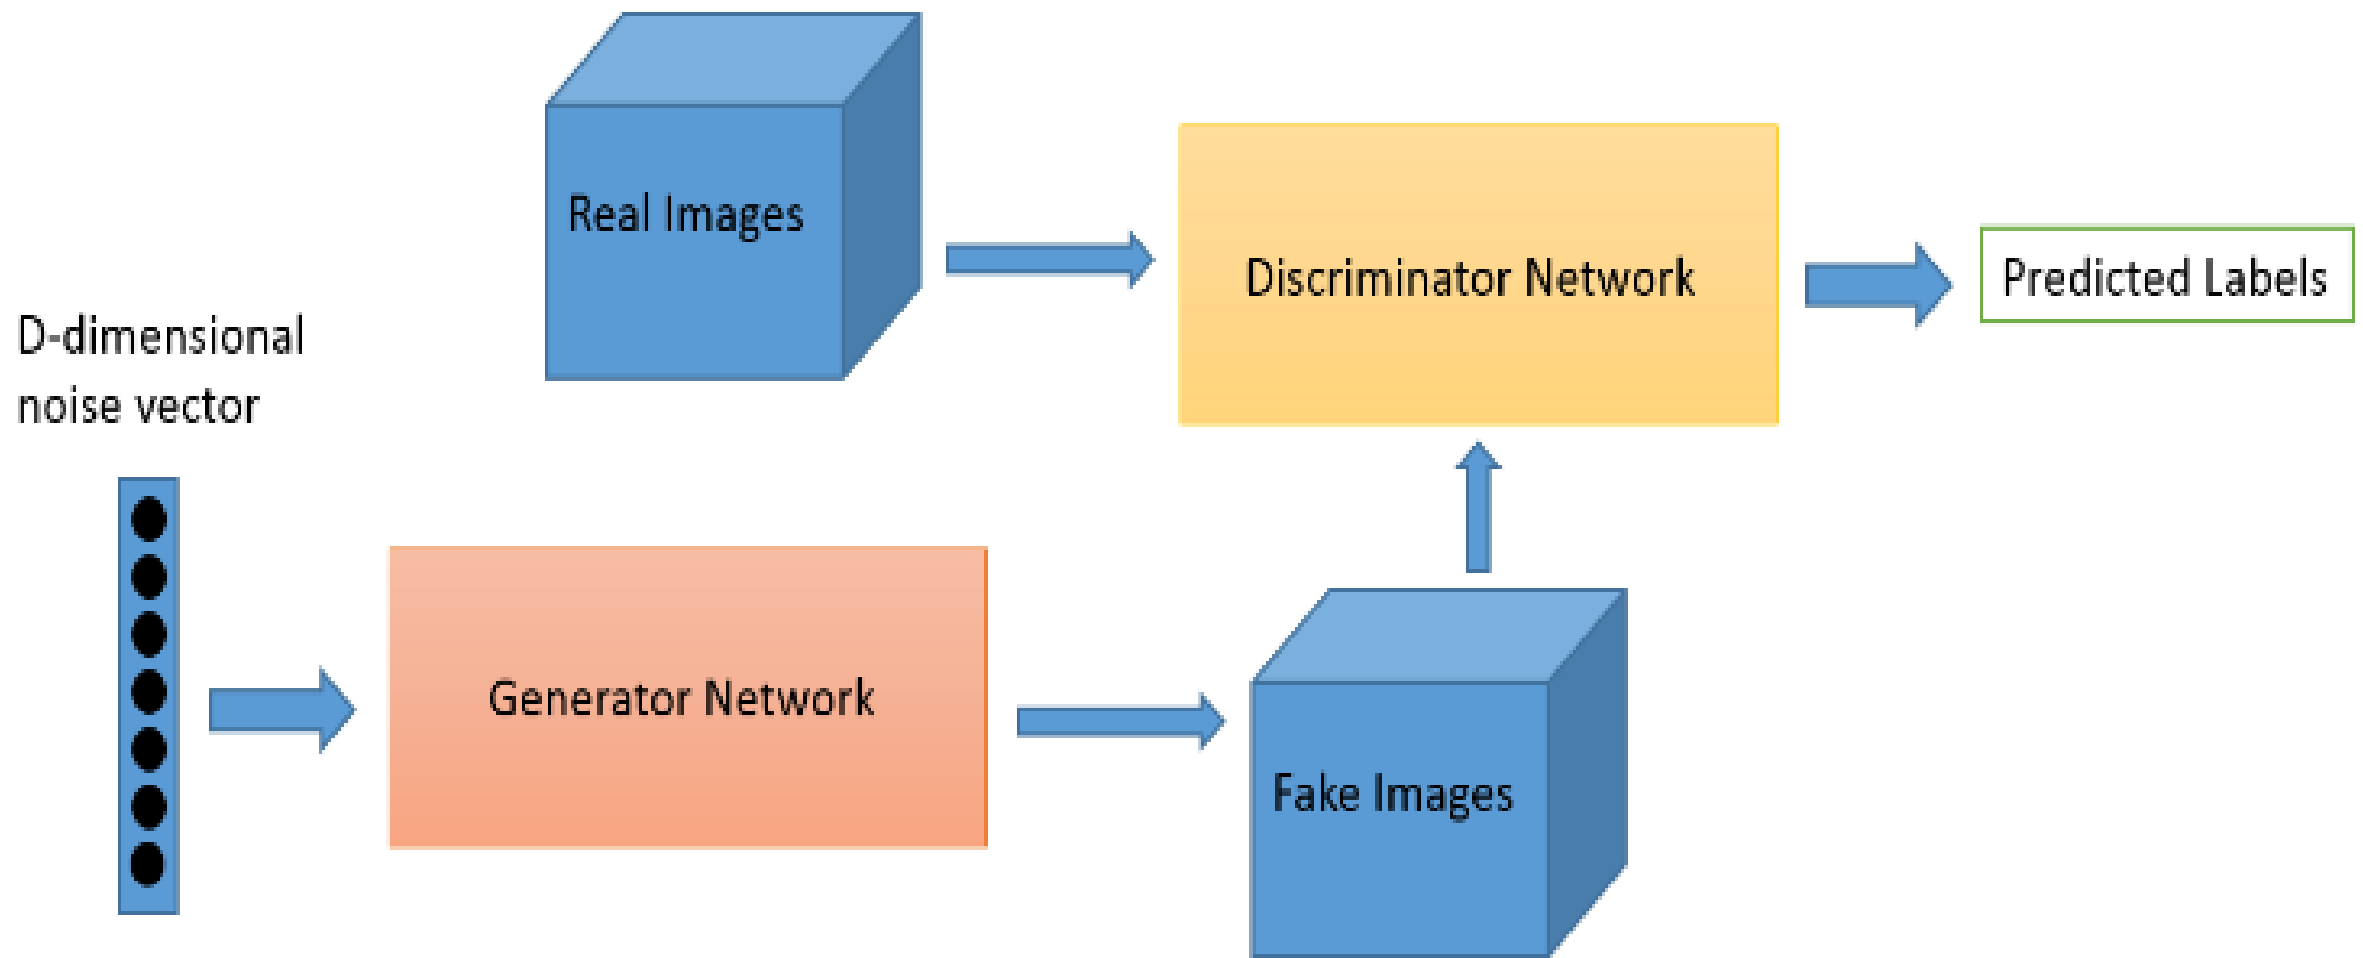 Real Images
Discriminator Network
Predicted Labels
D-dimensional
noise vector
Generator Network
Fake Images